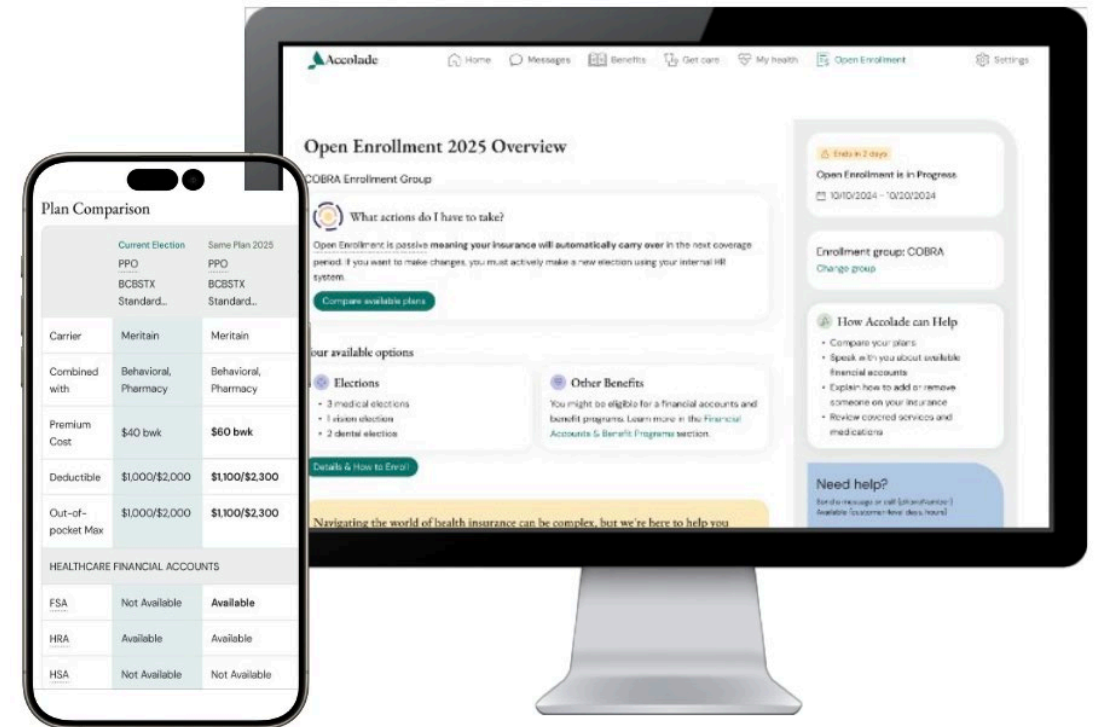 Accolade
Home
Messages
Benefits
Get care
My health
Open Enrollment
Settings
Open Enrollment 2025 Overview
COBRA Enrollment Group
What actions do I have to take?
Open Enrollment is passive meaning your insurance will automatically carry over in the next coverage
period. If you want to make changes, you must actively make a new election using your internal HR
system.
Compare available plans
our available options
Elections
• 3 medical elections
• 1 vision election
• 2 dental election
Details & How to Enroll
Other Benefits
You might be eligible for a financial accounts and
benefit programs. Learn more in the Financial
Accounts & Benefit Programs section.
Navigating the world of health insurance can be complex, but we're here to help you
Ends in 2 days
Open Enrollment is in Progress
10/10/2024 - 10/20/2024
Enrollment group: COBRA
Change group
How Accolade can Help
• Compare your plans
• Speak with you about available
financial accounts
• Explain how to add or remove
someone on your insurance
• Review covered services and
medications
Need help?
Send a message or call [phoneNumber]
Available [customer-level days, hours]
Plan Comparison
Current Election Same Plan 2025
PPO PPO
BCBSTX BCBSTX
Standard... Standard...
Carrier Meritain Meritain
Combined Behavioral, Behavioral,
with Pharmacy Pharmacy
Premium
Cost $40 bwk $60 bwk
Deductible $1,000/$2,000 $1,100/$2,300
Out-of-
pocket Max $1,000/$2,000 $1,100/$2,300
HEALTHCARE FINANCIAL ACCOUNTS
FSA Not Available Available
HRA Available Available
HSA Not Available Not Available